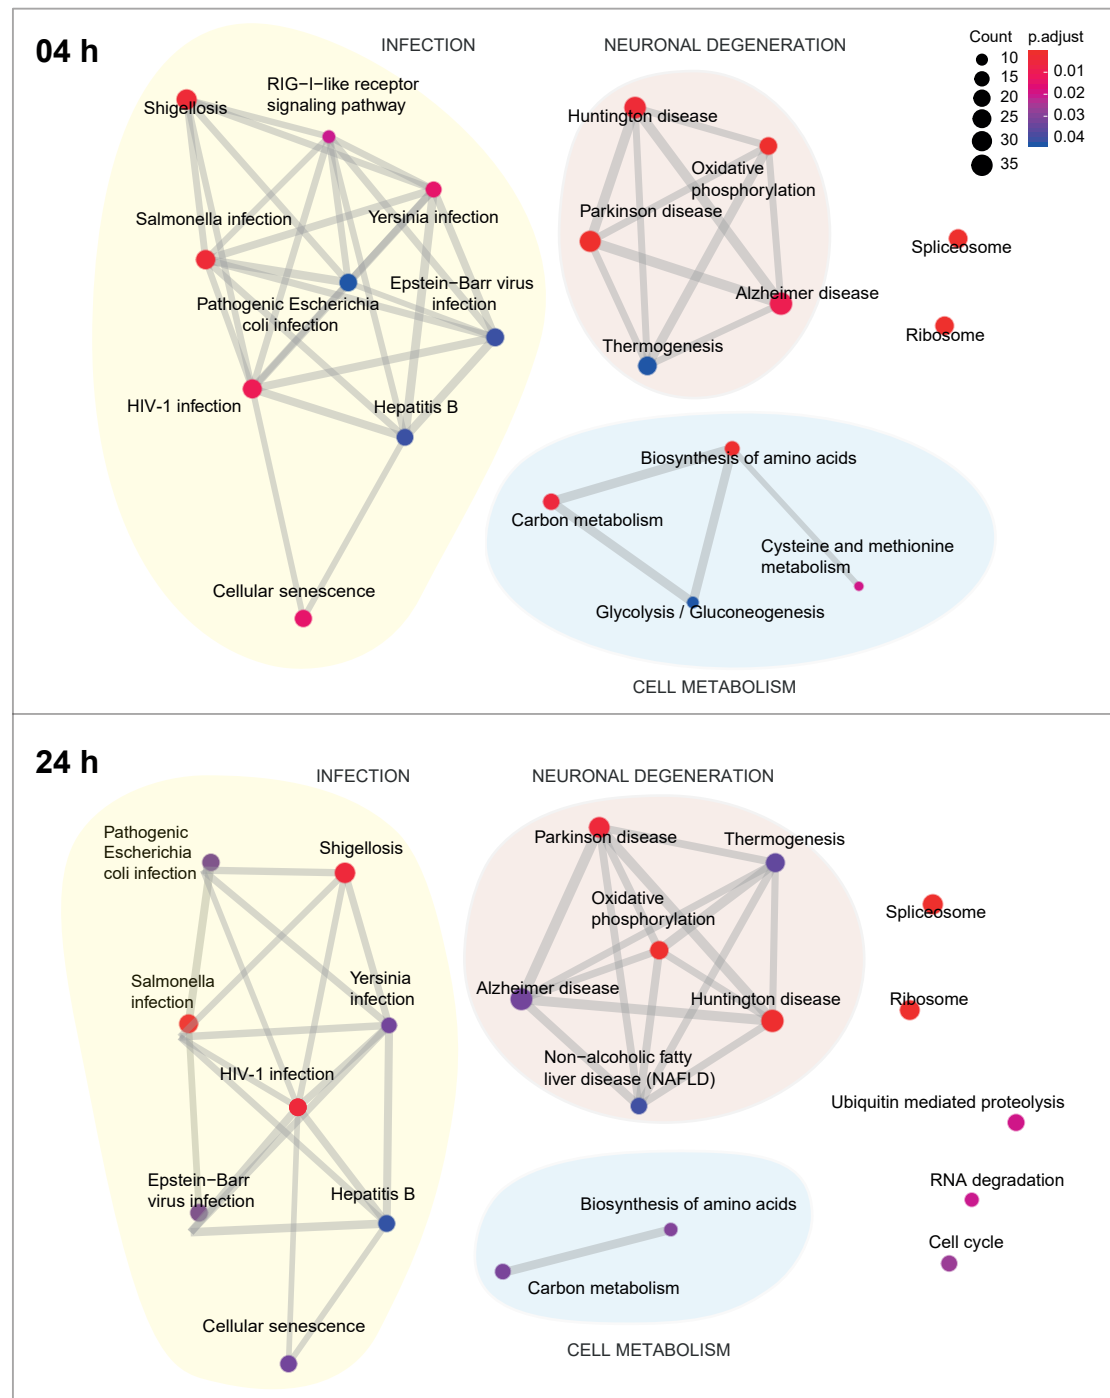 04 h
INFECTION
NEURONAL DEGENERATION
Count
p.adjust
10
15
20
25
30
35
0.01
0.02
0.03
0.04
Shigellosis
RIG−I−like receptor
signaling pathway
Salmonella infection
Yersinia infection
Pathogenic Escherichia
coli infection
Epstein−Barr virus
infection
HIV-1 infection
Hepatitis B
Cellular senescence
Huntington disease
Oxidative
phosphorylation
Parkinson disease
Alzheimer disease
Thermogenesis
Spliceosome
Ribosome
Biosynthesis of amino acids
Carbon metabolism
Cysteine and methionine
metabolism
Glycolysis / Gluconeogenesis
CELL METABOLISM
24 h
INFECTION
NEURONAL DEGENERATION
Pathogenic
Escherichia
coli infection
Shigellosis
Salmonella
infection
Yersinia
infection
HIV-1 infection
Epstein−Barr
virus infection
Hepatitis B
Cellular senescence
Parkinson disease
Thermogenesis
Oxidative
phosphorylation
Alzheimer disease
Huntington disease
Non−alcoholic fatty
liver disease (NAFLD)
Spliceosome
Ribosome
Ubiquitin mediated proteolysis
RNA degradation
Cell cycle
Biosynthesis of amino acids
Carbon metabolism
CELL METABOLISM